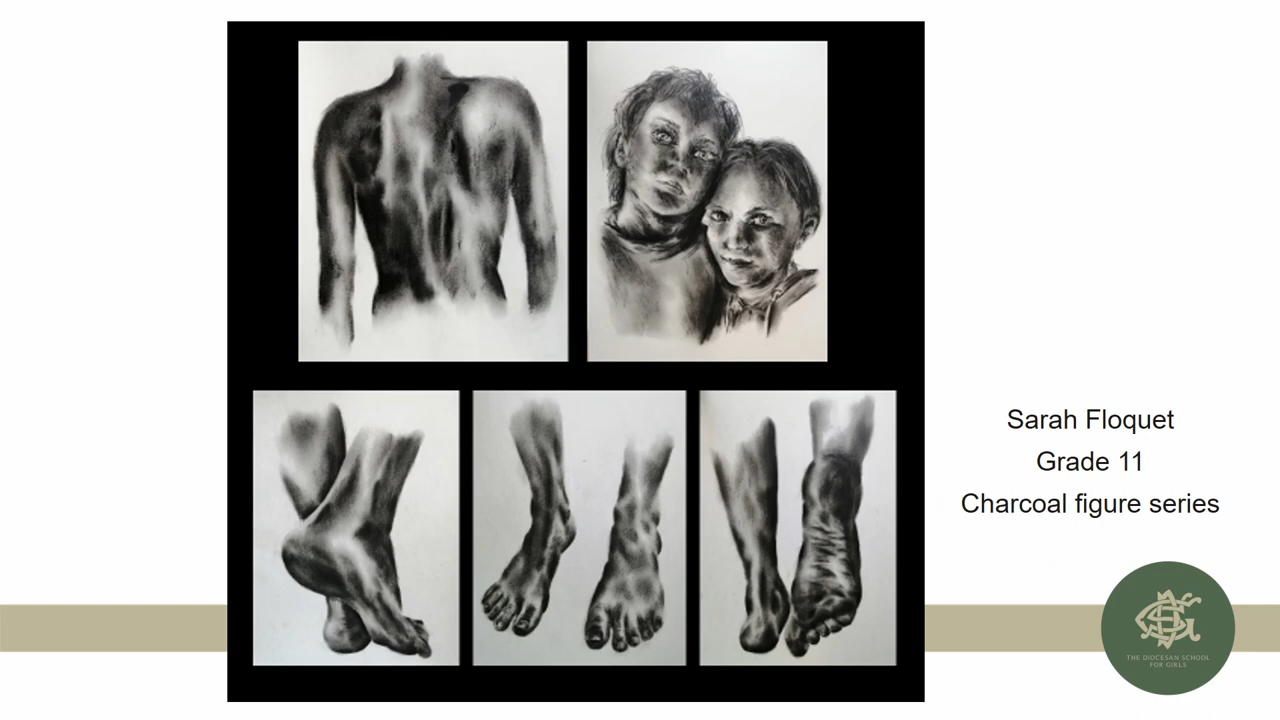 Sarah Floquet
Grade 11
Charcoal figure series
THE DIOCESAN SCHOOL
FOR GIRLS